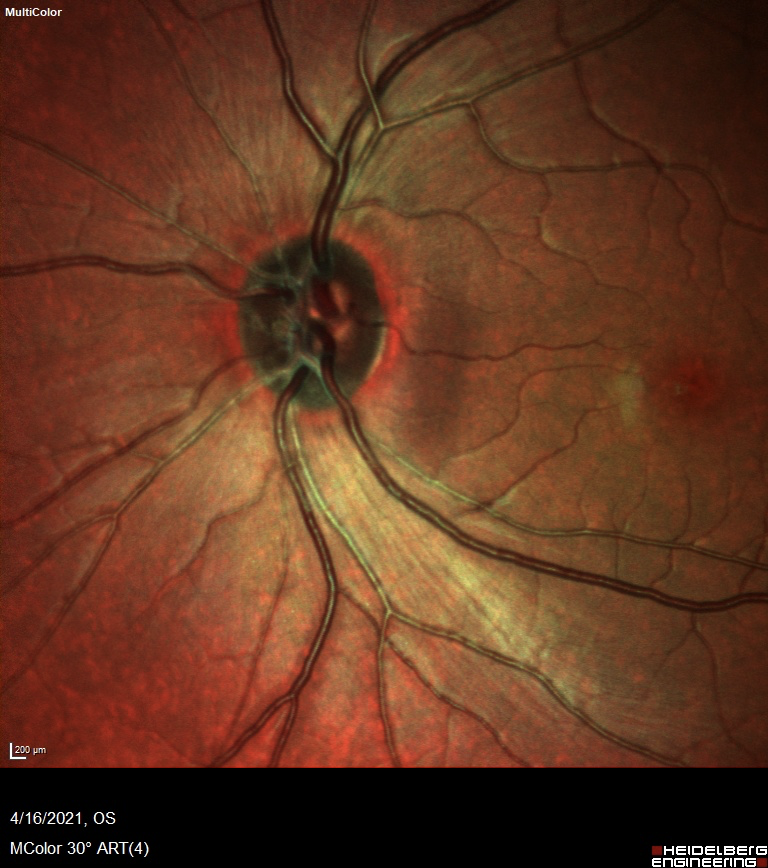 MultiColor
200 µm
4/16/2021, OS
MColor 30° ART(4)
HEIDELBERG
ENGINEERING